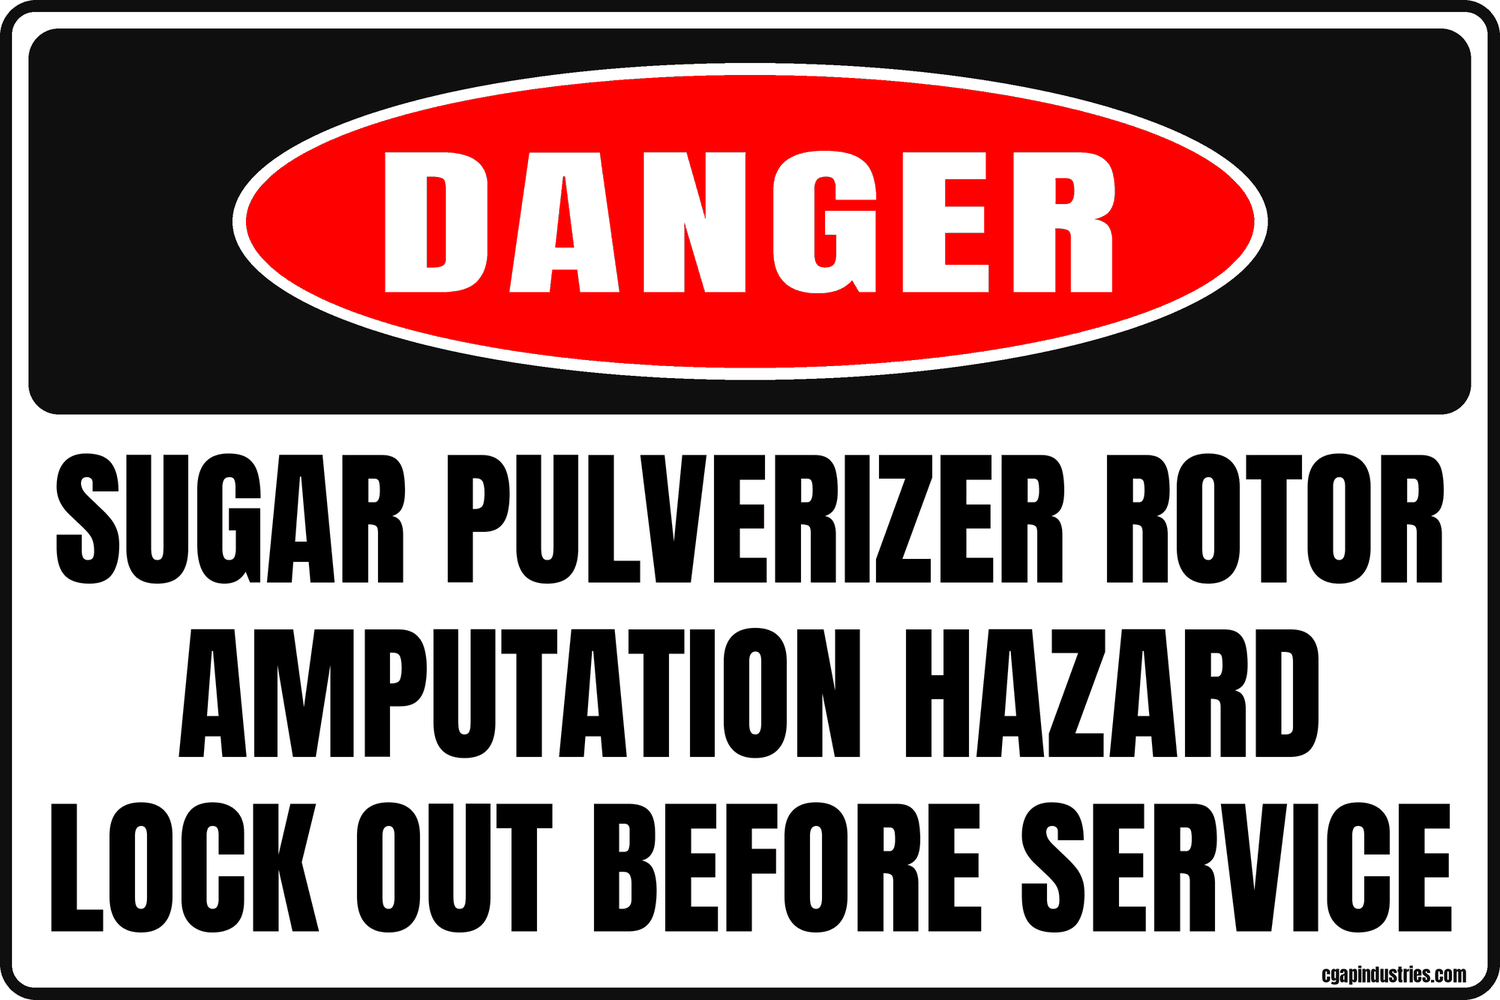 DANGER
SUGAR PULVERIZER ROTOR
AMPUTATION HAZARD
LOCK OUT BEFORE SERVICE
cgapindustries.com